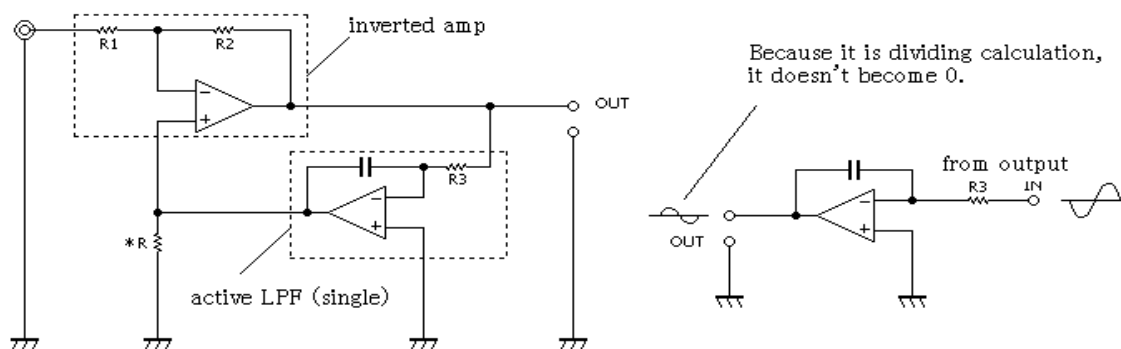 inverted amp
R1
R2
−
+
OUT
R3
−
+
*R
active LPF (single)
Because it is dividing calculation,
it doesn't become 0.
from output
R3
IN
−
+
OUT